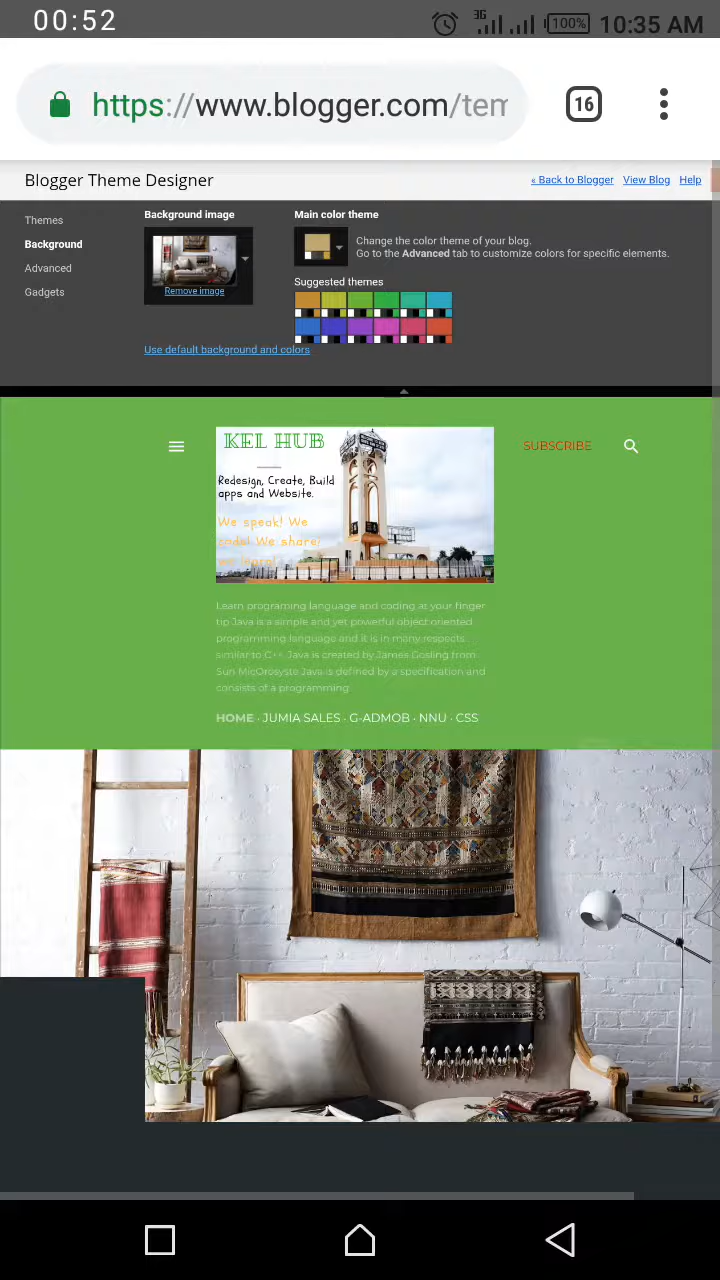 00:52
3G
100%
10:35 AM
https://www.blogger.com/tem
16
Blogger Theme Designer
« Back to Blogger View Blog Help
Themes
Background
Advanced
Gadgets
Background image
Remove image
Use default background and colors
Main color theme
Change the color theme of your blog.
Go to the Advanced tab to customize colors for specific elements.
Suggested themes
KEL HUB
Redesign, Create, Build
apps and Website.
We speak! We
code! We share!
we learn!
SUBSCRIBE
Learn programing language and coding at your finger
tip Java is a simple and yet powerful object oriented
programming language and it is in many respects
similar to C++. Java is created by James Gosling from
Sun MicOrosyste Java is defined by a specification and
consists of a programming
HOME · JUMIA SALES · G-ADMOB · NNU · CSS